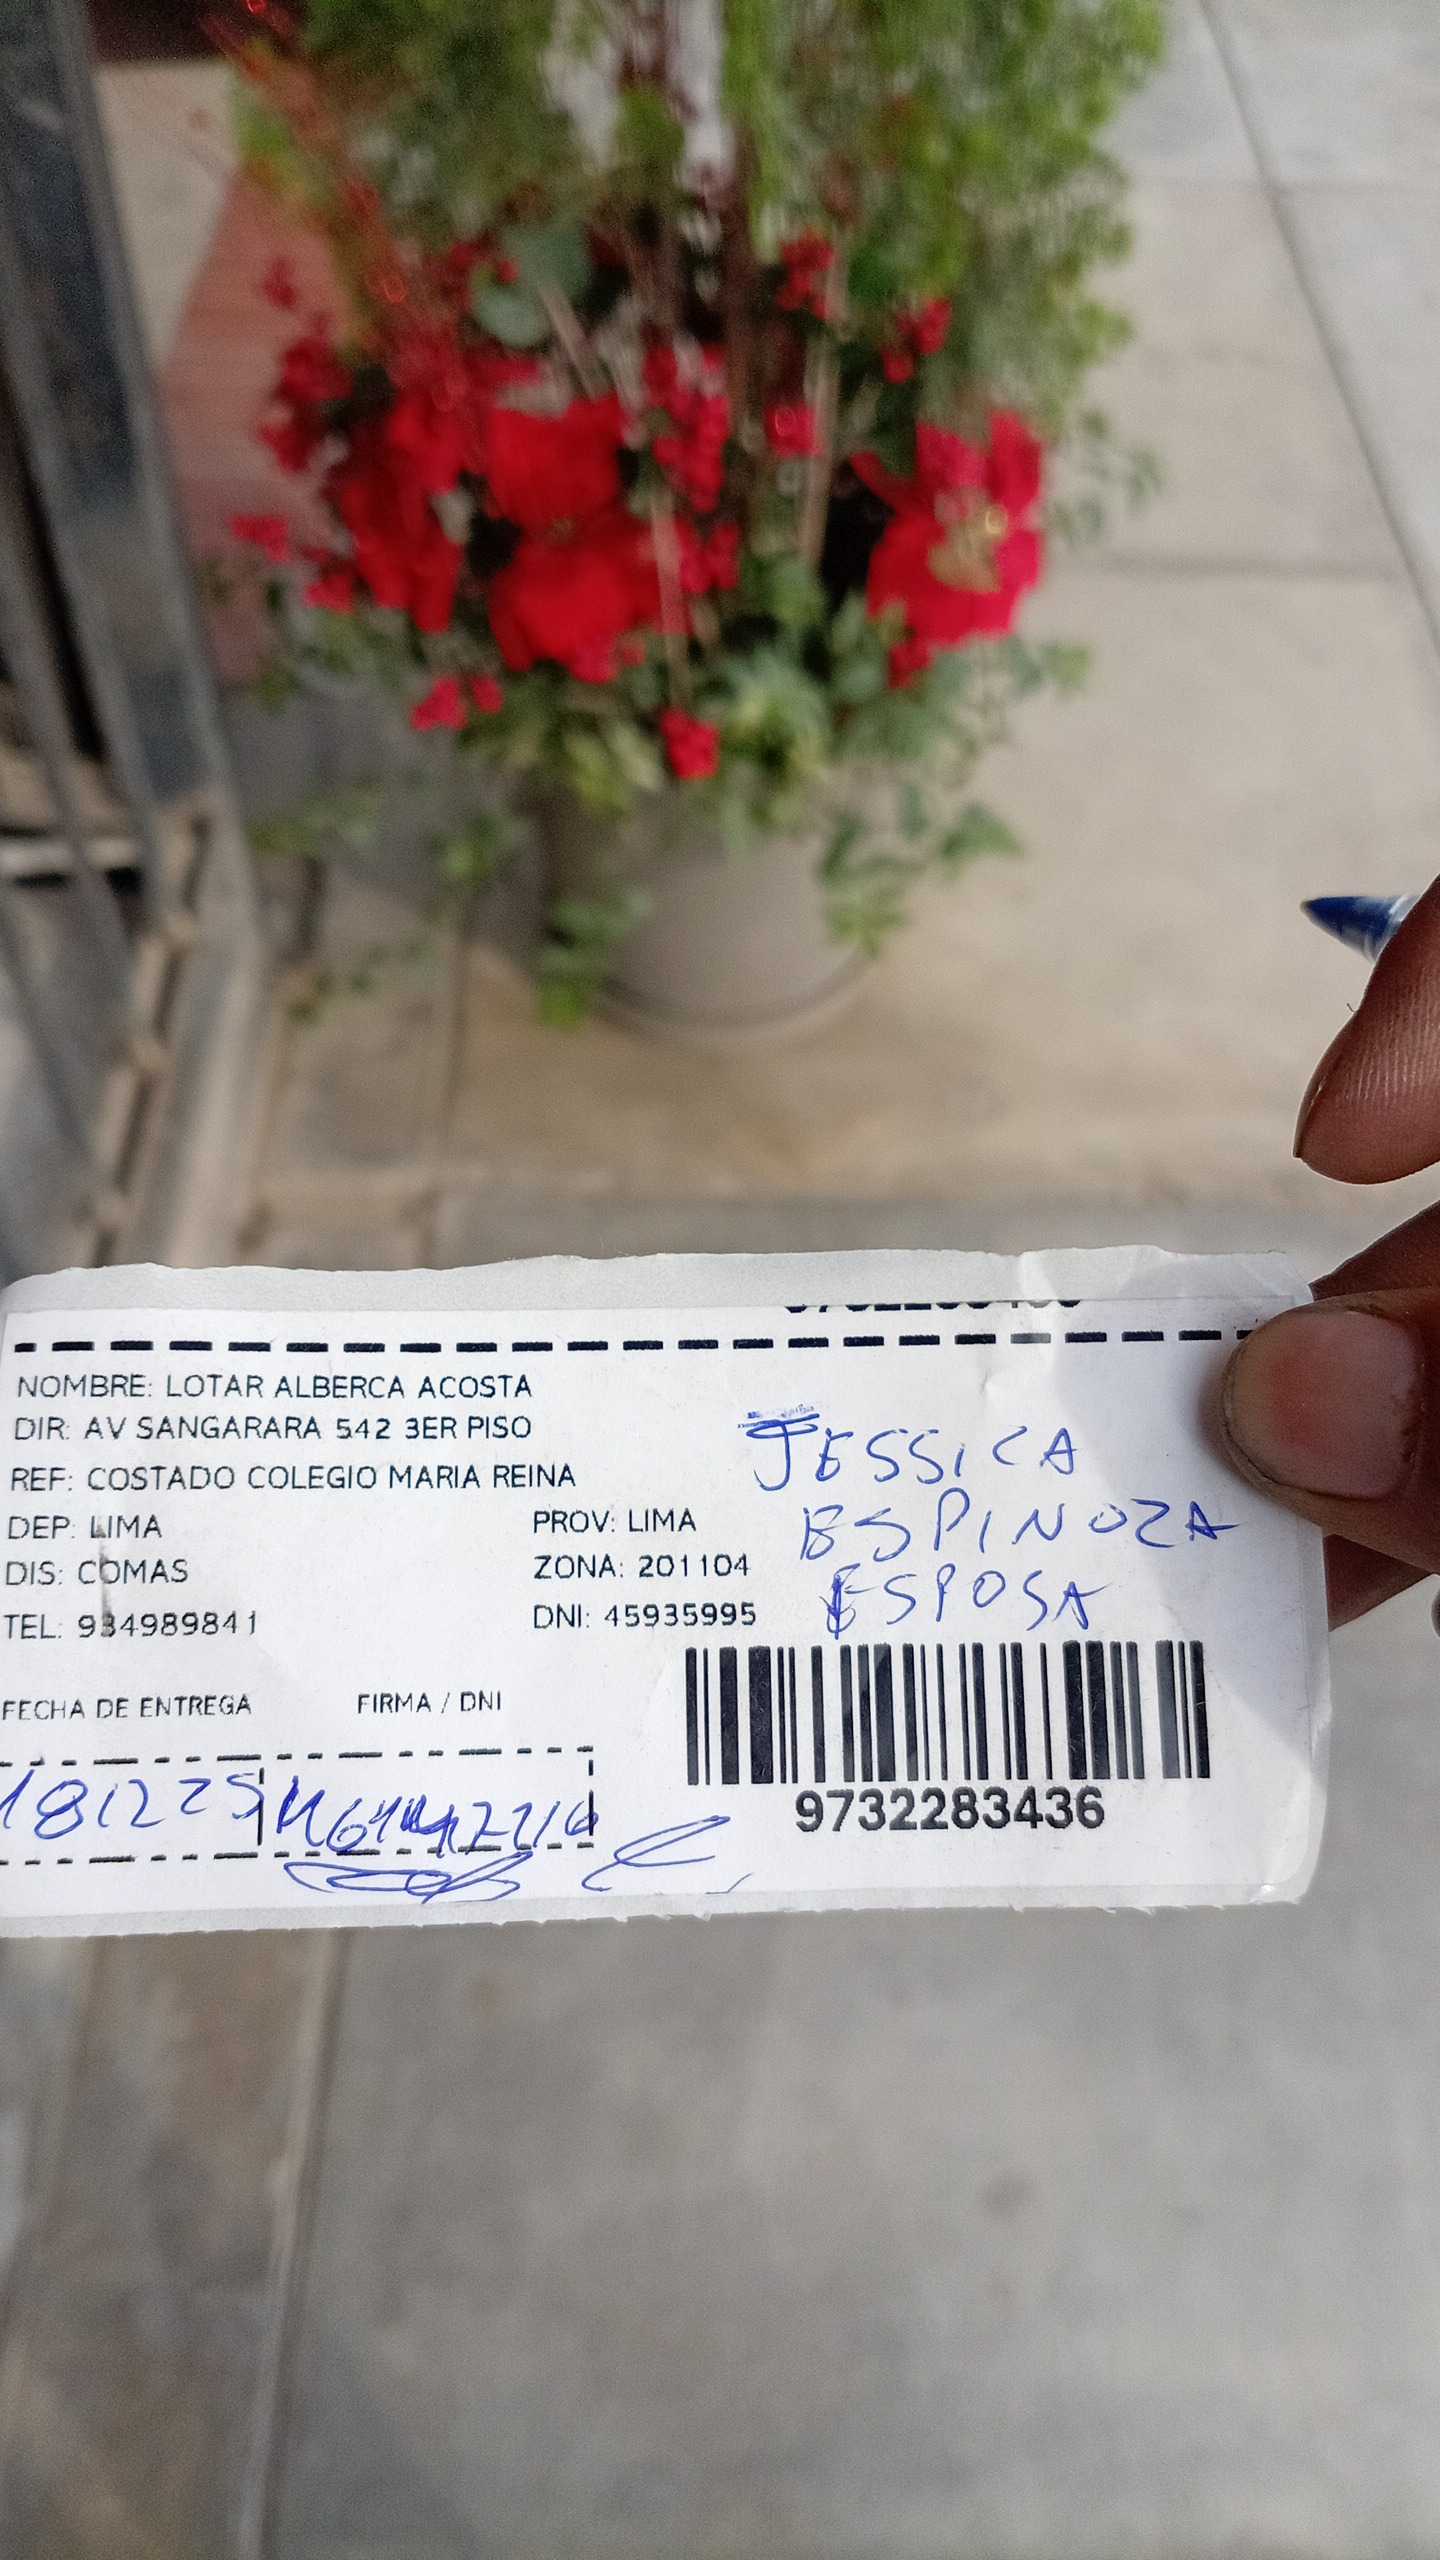 NOMBRE: LOTAR ALBERCA ACOSTA
DIR: AV SANGARARA 542 3ER PISO
REF: COSTADO COLEGIO MARIA REINA
DEP: LIMA PROV: LIMA
DIS: COMAS ZONA: 201104
TEL: 934989841 DNI: 45935995
JESSICA
ESPINOZA
ESPOSA
FECHA DE ENTREGA FIRMA / DNI
181225
9732283436